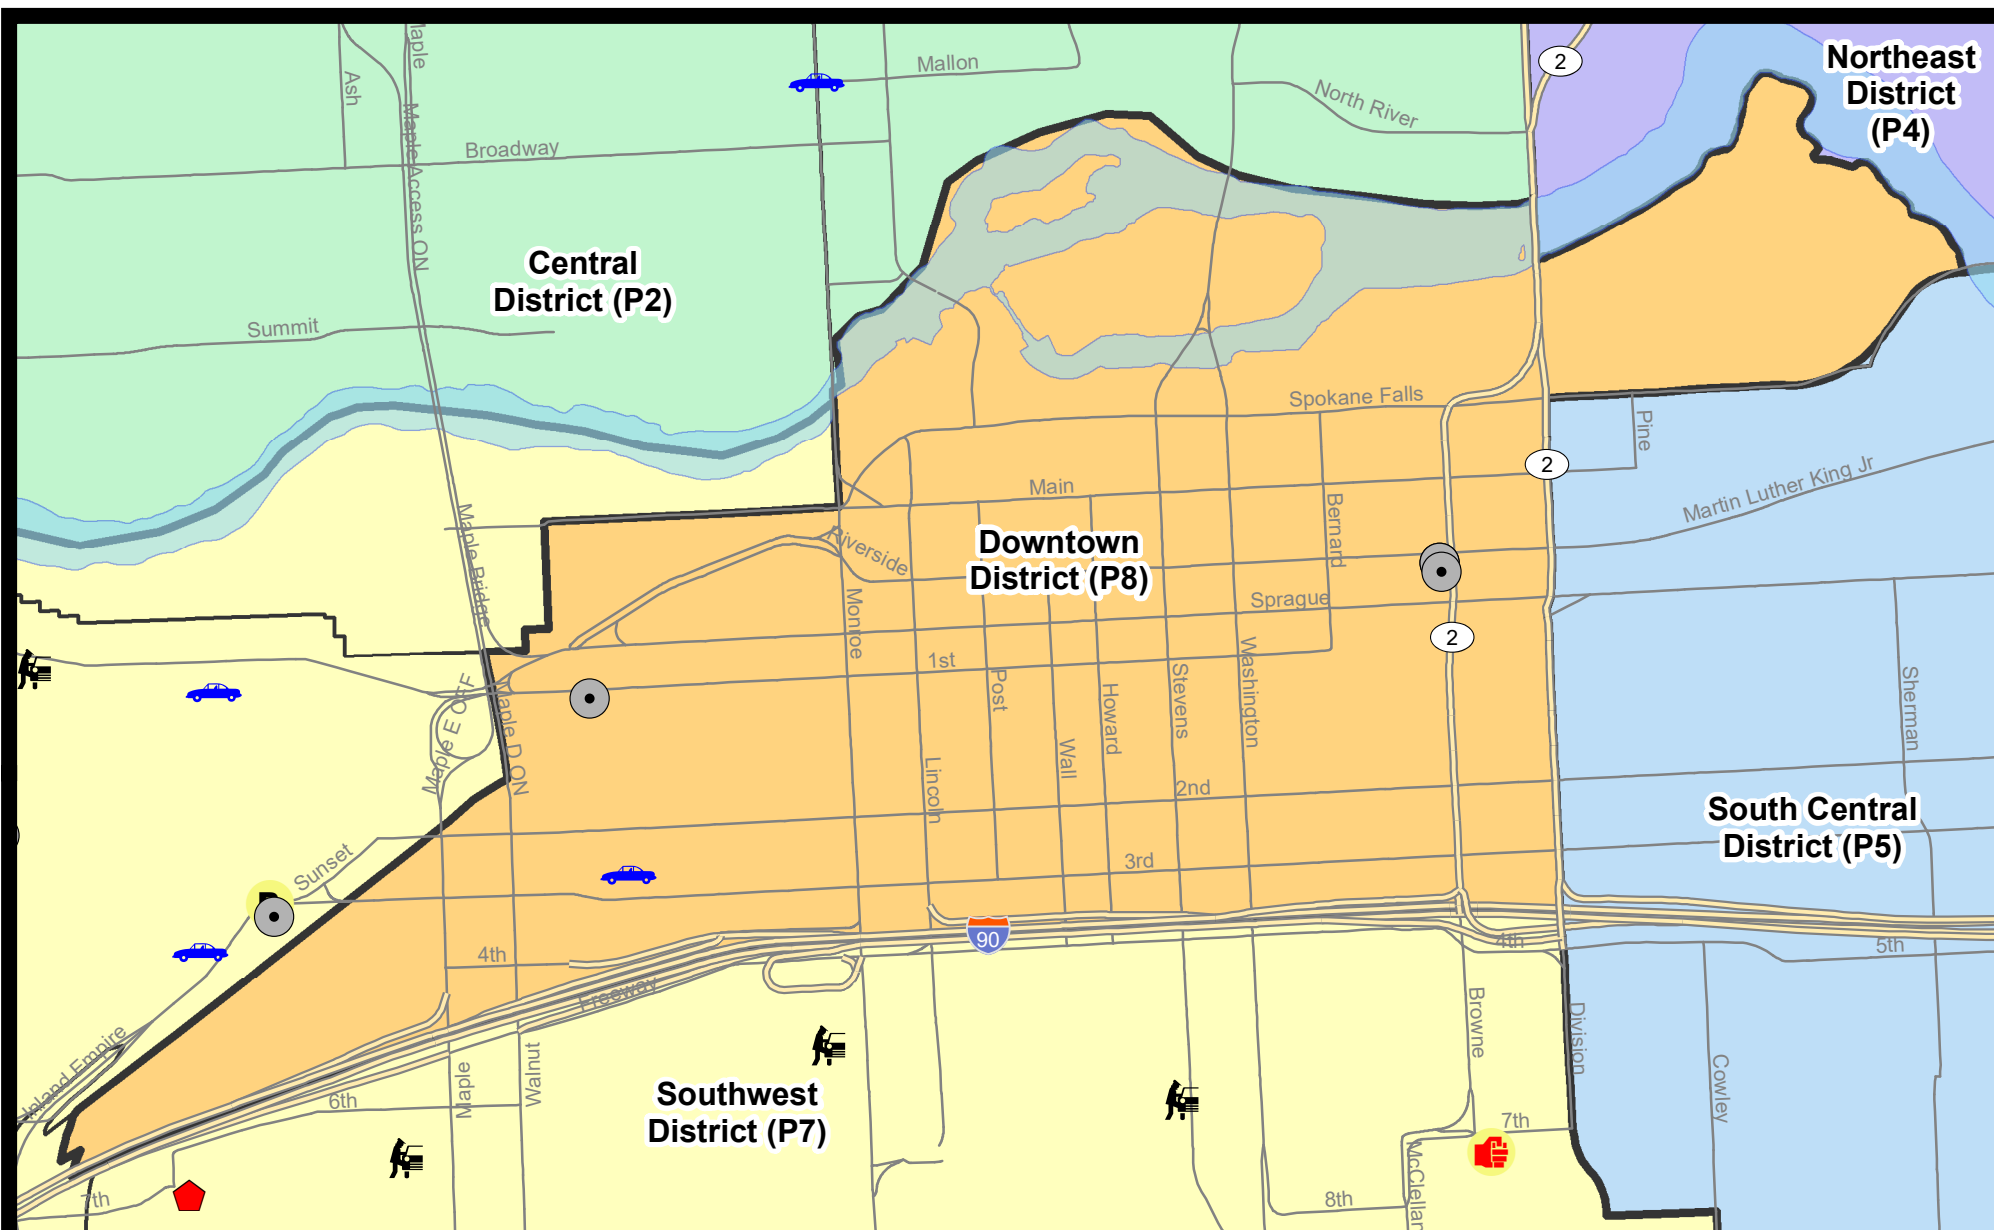 Maple
Ash
Mallon
2
Northeast
District
(P4)
North River
Broadway
Maple Access ON
Central
District (P2)
Summit
Spokane Falls
Pine
2
Main
Bernard
Martin Luther King Jr
Maple Bridge
Riverside
Downtown
District (P8)
Monroe
Sprague
2
1st
Post
Howard
Stevens
Washington
Sherman
Maple E OFF
Maple D ON
Wall
Lincoln
2nd
South Central
District (P5)
3rd
Sunset
90
4th
4th
5th
Freeway
Inland Empire
Browne
Division
Maple
Walnut
Cowley
6th
Southwest
District (P7)
7th
McClellan
7th
8th